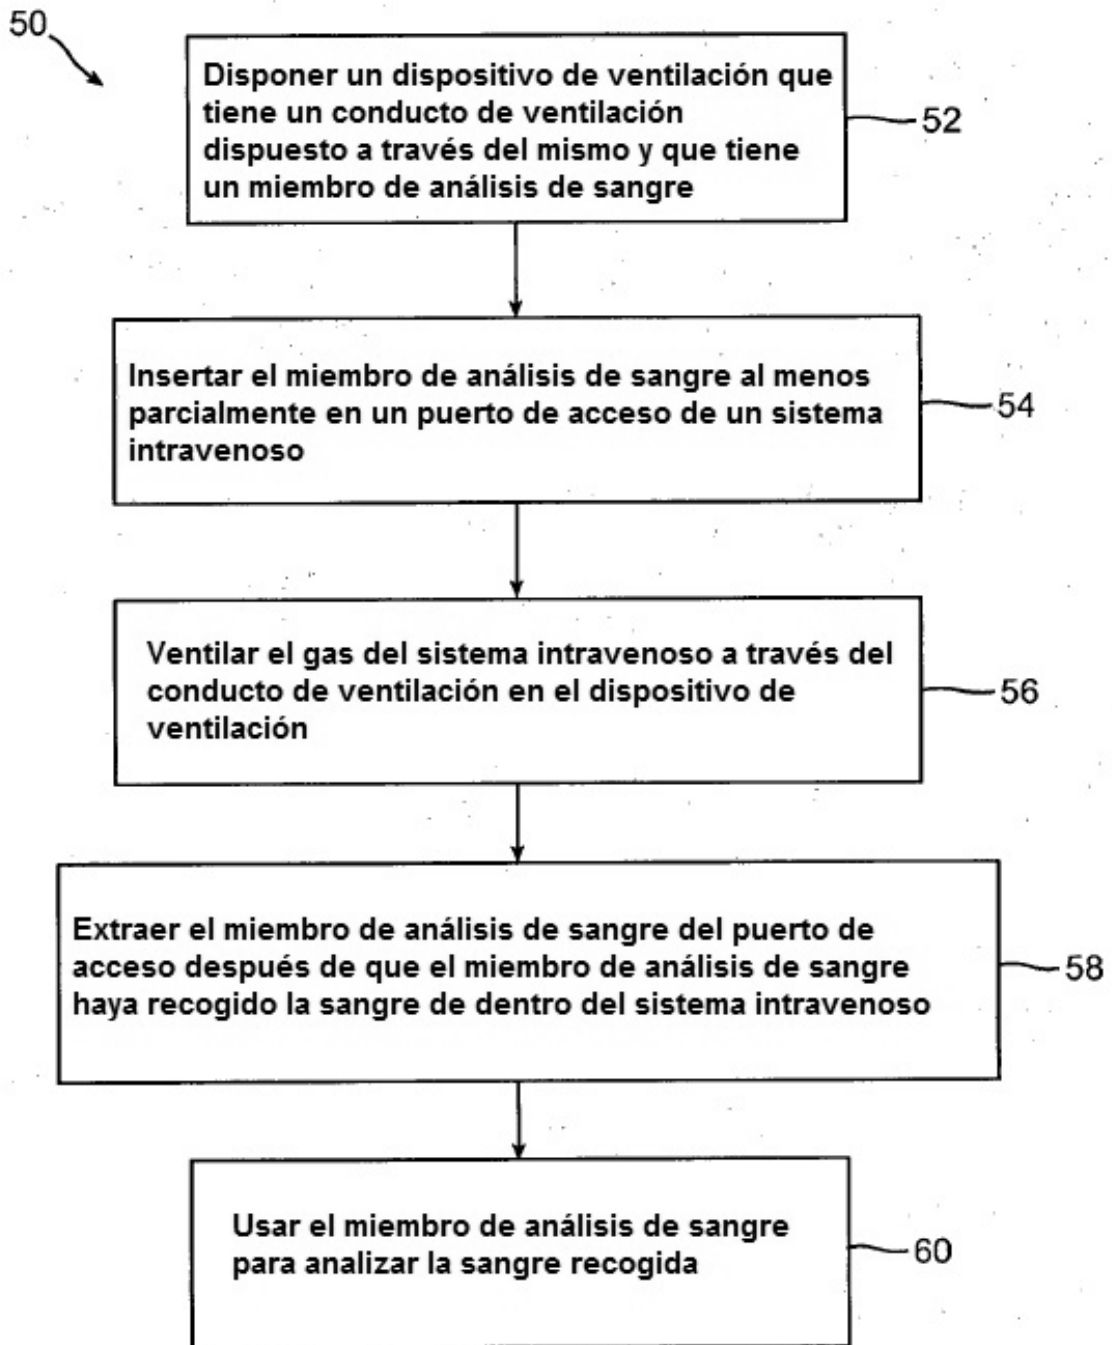 50
Disponer un dispositivo de ventilación que
tiene un conducto de ventilación
dispuesto a través del mismo y que tiene
un miembro de análisis de sangre
52
Insertar el miembro de análisis de sangre al menos
parcialmente en un puerto de acceso de un sistema
intravenoso
54
Ventilar el gas del sistema intravenoso a través del
conducto de ventilación en el dispositivo de
ventilación
56
Extraer el miembro de análisis de sangre del puerto de
acceso después de que el miembro de análisis de sangre
haya recogido la sangre de dentro del sistema intravenoso
58
Usar el miembro de análisis de sangre
para analizar la sangre recogida
60